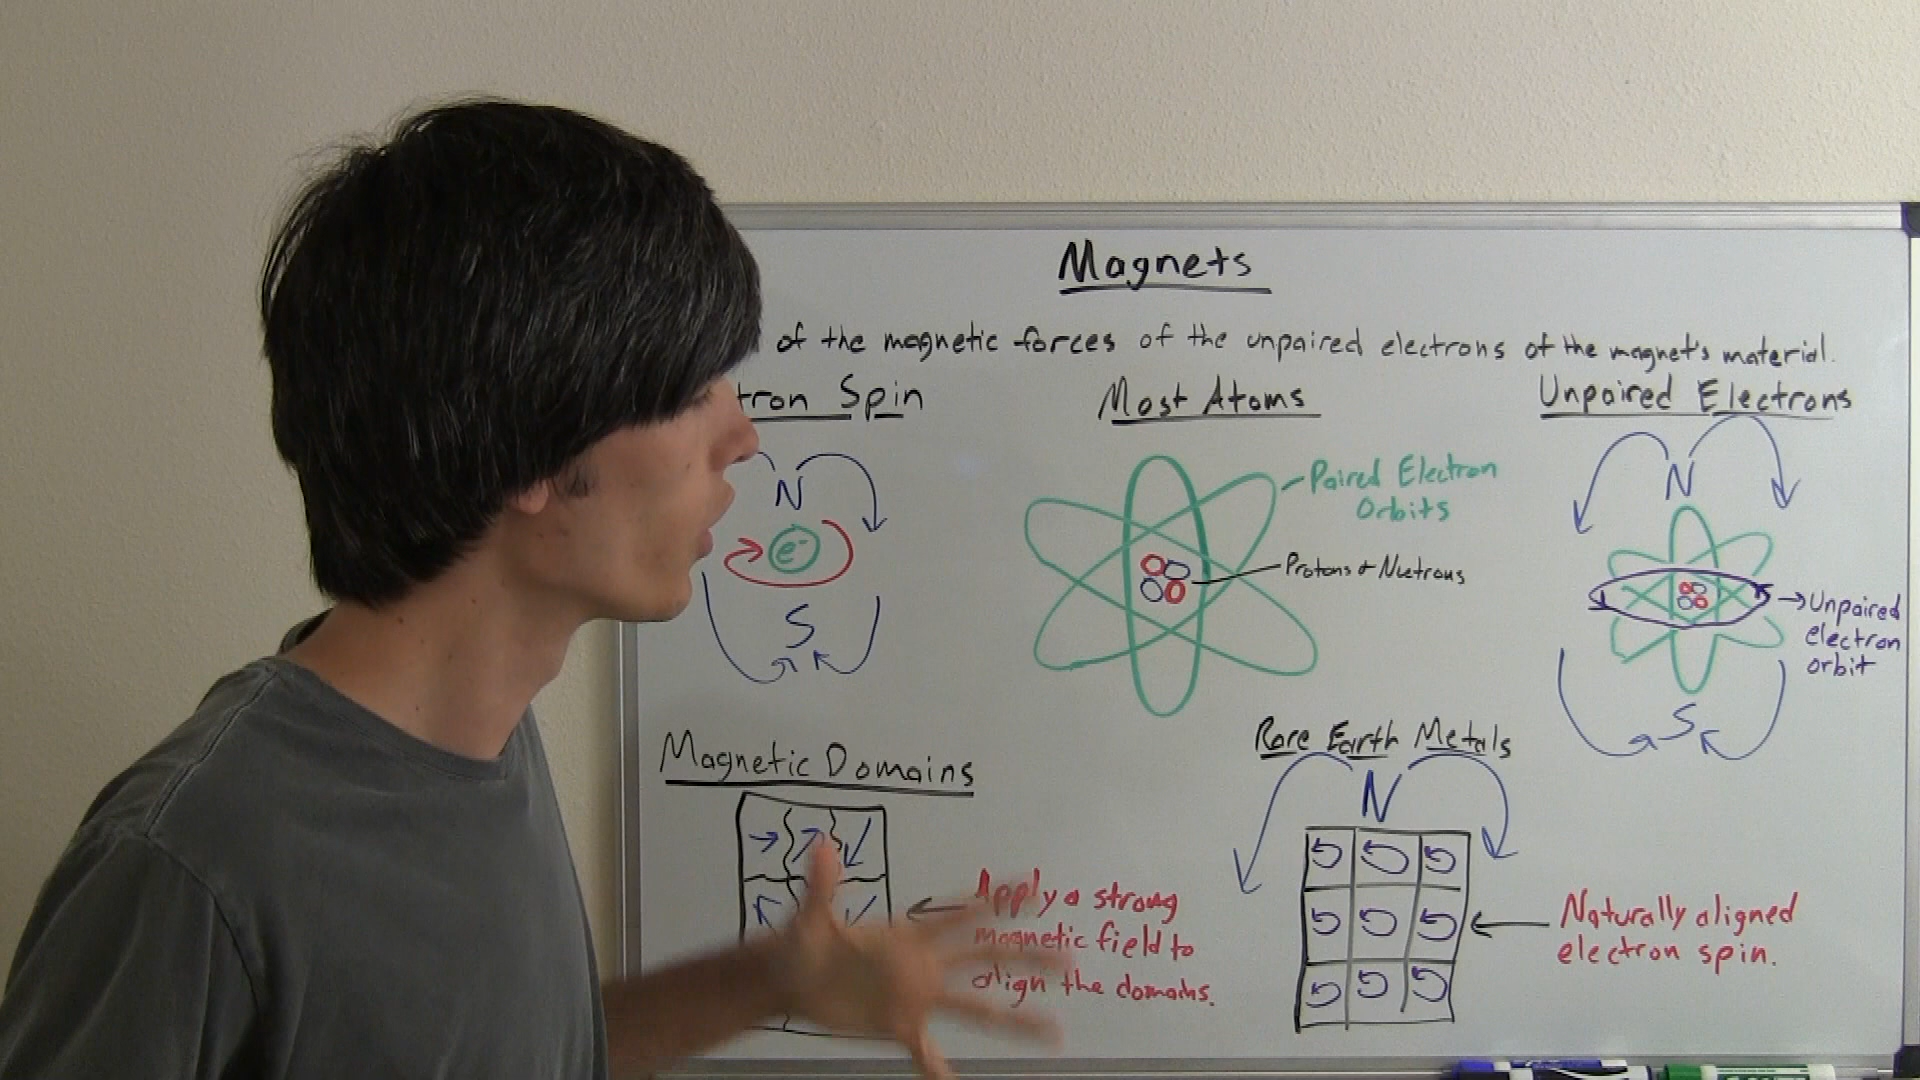 Magnets
of the magnetic forces of the unpaired electrons of the magnet's material.
tron Spin
Most Atoms
Unpaired Electrons
N
e-
S
Paired Electron
Orbits
Protons + Nuetrons
N
Unpaired
electron
orbit
S
Magnetic Domains
Apply a strong
magnetic field to
align the domains.
Rare Earth Metals
N
Naturally aligned
electron spin.